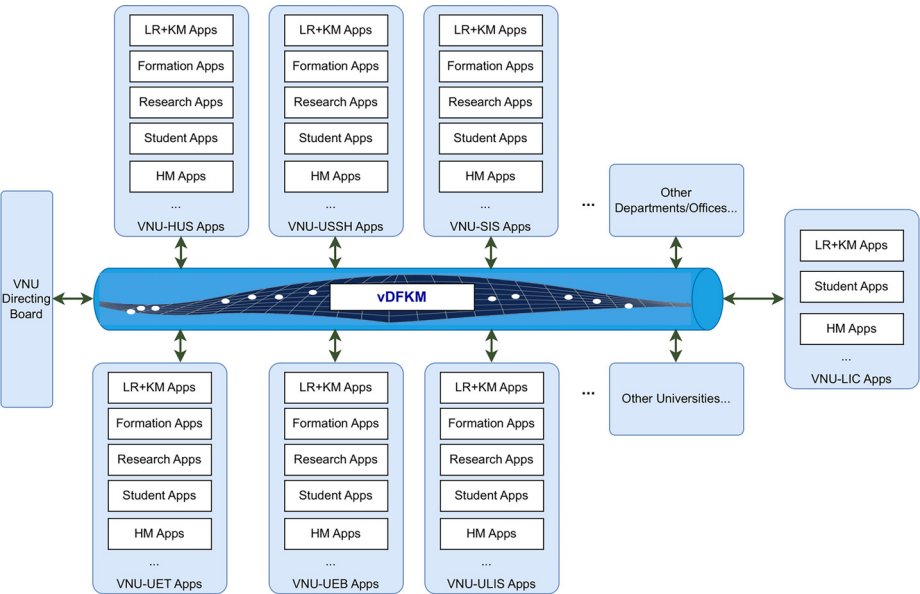 LR+KM Apps
Formation Apps
Research Apps
Student Apps
HM Apps
...
VNU-HUS Apps
LR+KM Apps
Formation Apps
Research Apps
Student Apps
HM Apps
...
VNU-USSH Apps
LR+KM Apps
Formation Apps
Research Apps
Student Apps
HM Apps
...
VNU-SIS Apps
...
Other
Departments/Offices...
VNU
Directing
Board
vDFKM
LR+KM Apps
Student Apps
HM Apps
...
VNU-LIC Apps
LR+KM Apps
Formation Apps
Research Apps
Student Apps
HM Apps
...
VNU-UET Apps
LR+KM Apps
Formation Apps
Research Apps
Student Apps
HM Apps
...
VNU-UEB Apps
LR+KM Apps
Formation Apps
Research Apps
Student Apps
HM Apps
...
VNU-ULIS Apps
...
Other Universities...